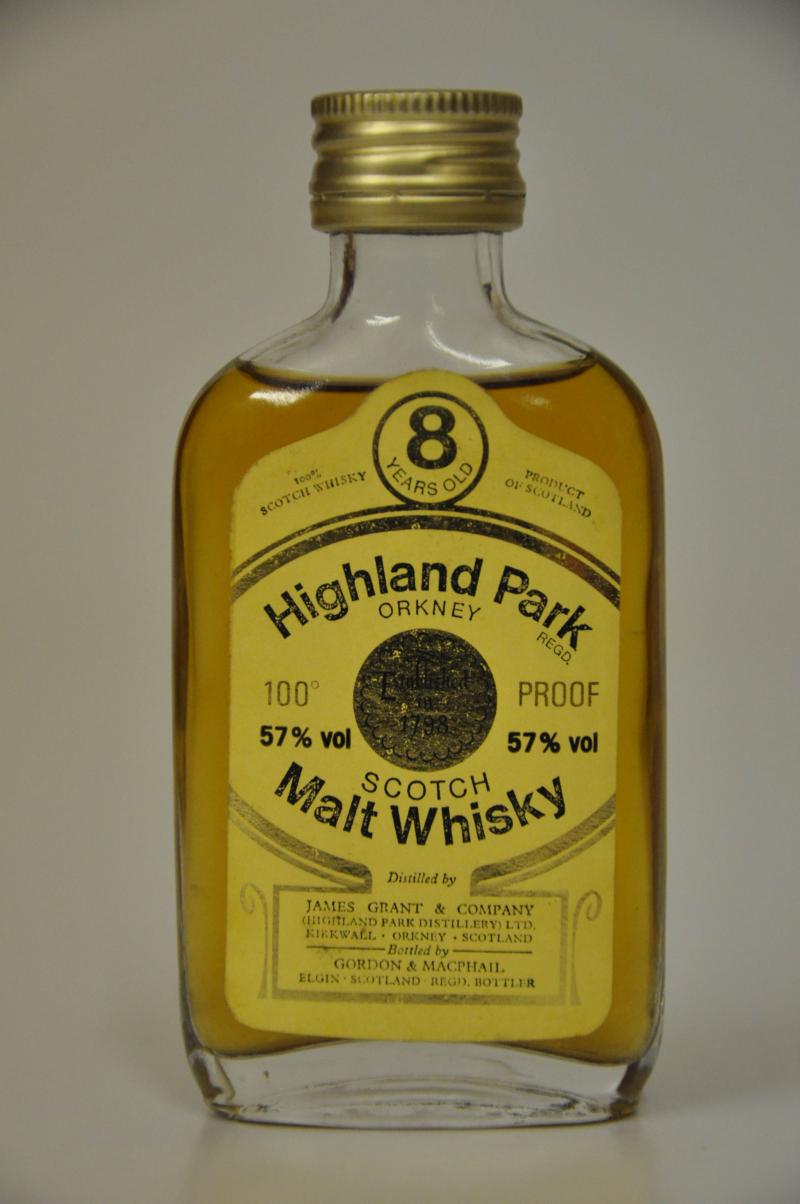 8
YEARS OLD
100%
SCOTCH WHISKY
PRODUCT
OF SCOTLAND
Highland Park
ORKNEY
REGD.
Established
in
1798
100° PROOF
57% vol 57% vol
SCOTCH
Malt Whisky
Distilled by
JAMES GRANT & COMPANY
(HIGHLAND PARK DISTILLERY) LTD.
KIRKWALL · ORKNEY · SCOTLAND
Bottled by
GORDON & MACPHAIL
ELGIN · SCOTLAND · REGD. BOTTLER